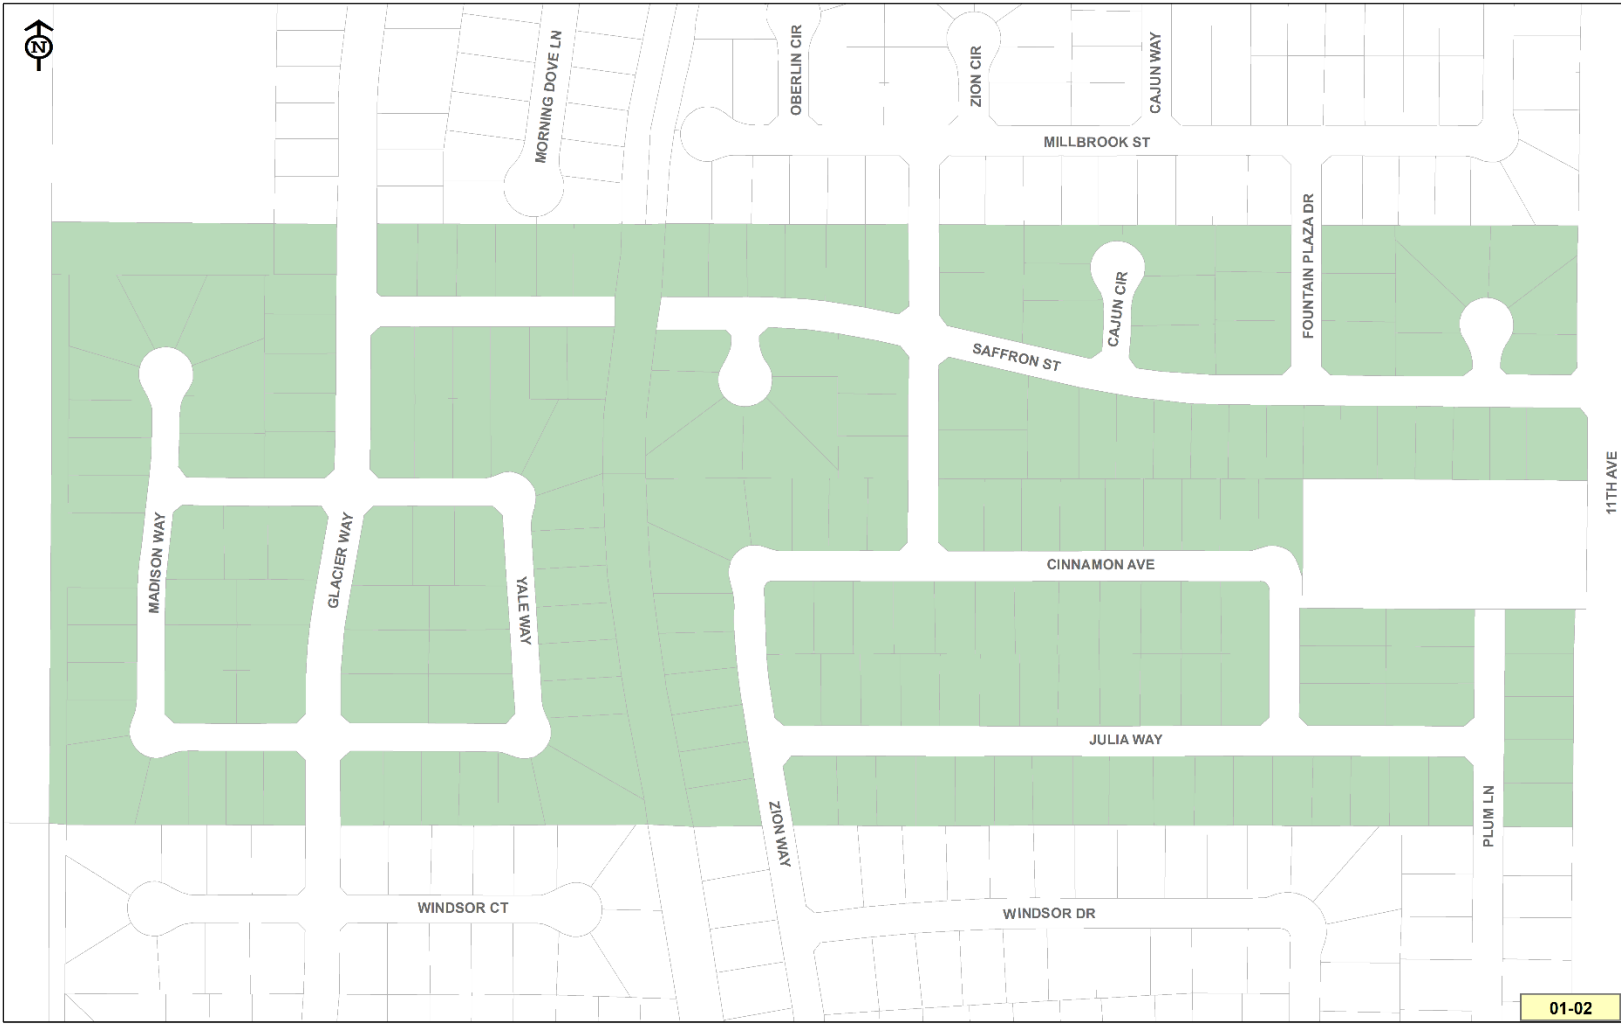 N
MORNING DOVE LN
OBERLIN CIR
ZION CIR
CAJUN WAY
MILLBROOK ST
FOUNTAIN PLAZA DR
CAJUN CIR
SAFFRON ST
11TH AVE
MADISON WAY
GLACIER WAY
YALE WAY
CINNAMON AVE
JULIA WAY
ZION WAY
PLUM LN
WINDSOR CT
WINDSOR DR
01-02